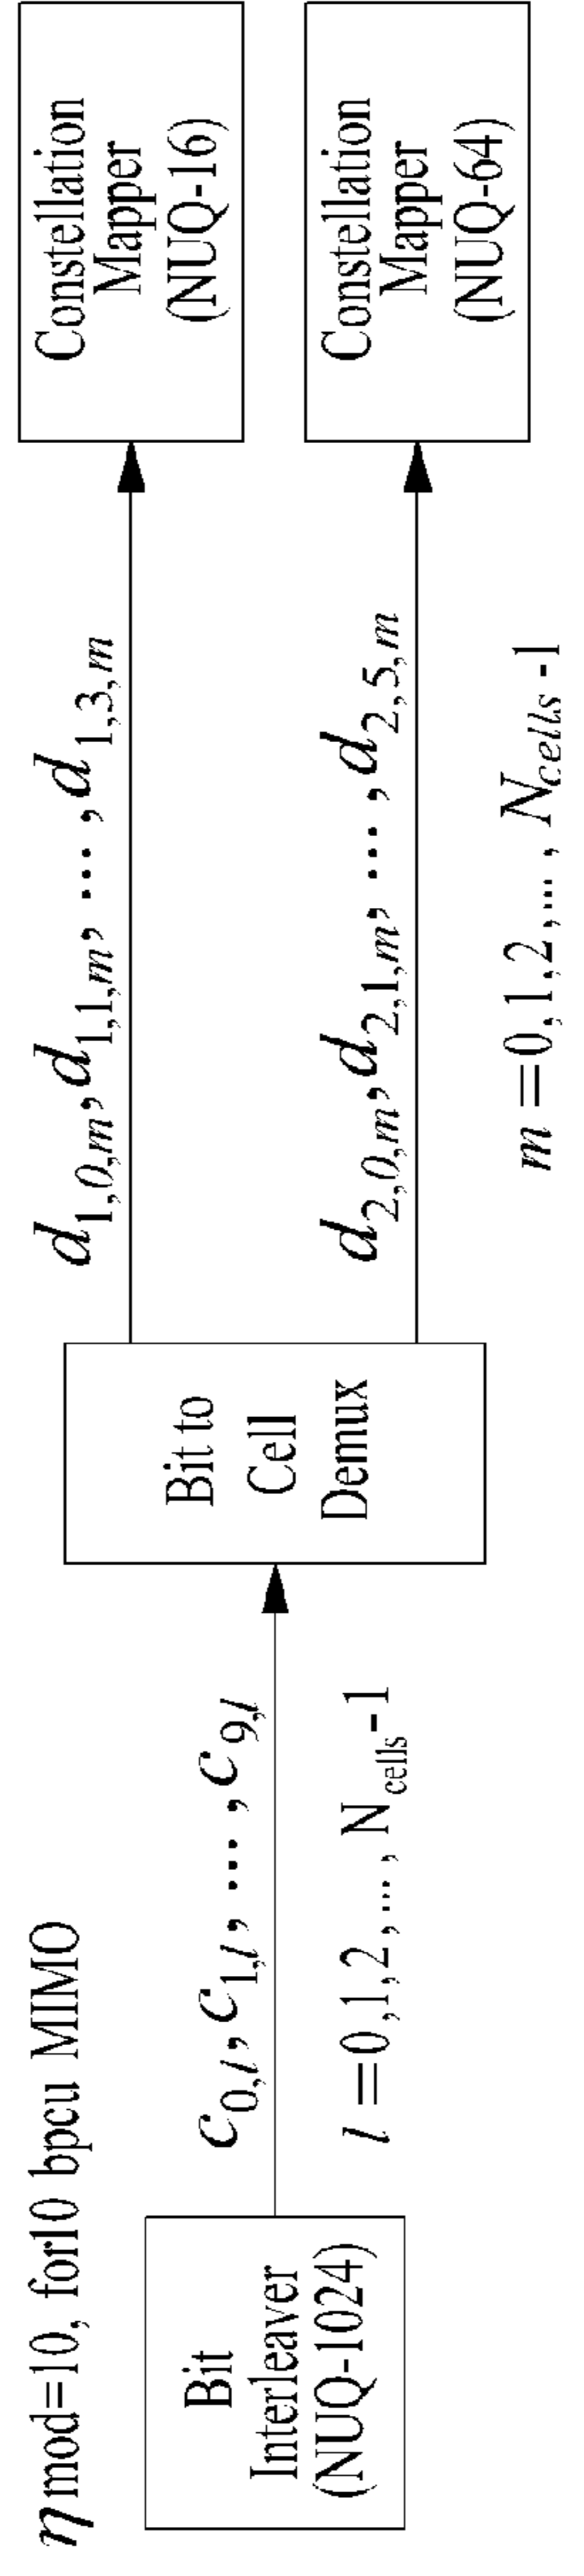 η mod=10, for10 bpcu MIMO
Bit
Interleaver
(NUQ-1024)
c0,l, c1,l, ... , c9,l
l =0,1,2 ,... , Ncells-1
Bit to
Cell
Demux
d1,0,m, d1,1,m, ... , d1,3,m
d2,0,m, d2,1,m, ... , d2,5,m
m =0,1,2 ,... , Ncells -1
Constellation
Mapper
(NUQ-16)
Constellation
Mapper
(NUQ-64)